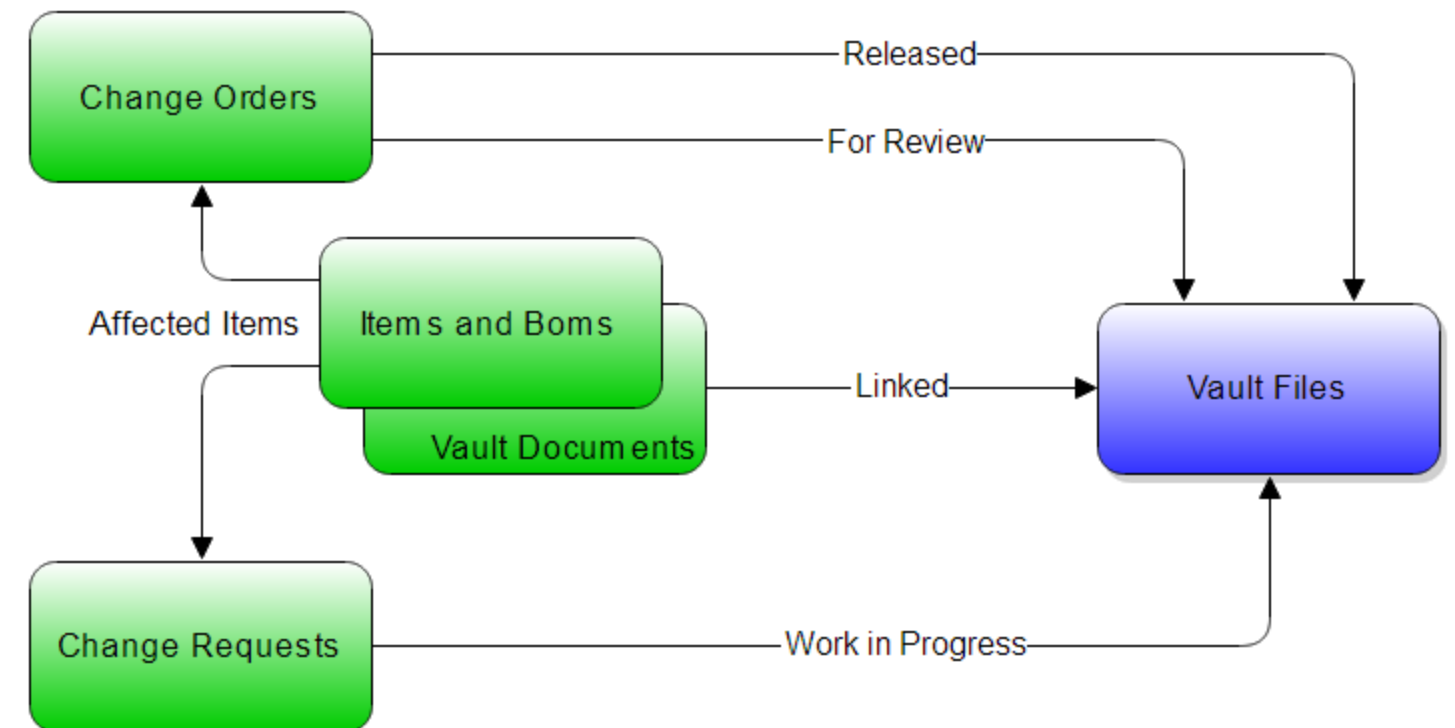 Change Orders
Released
For Review
Affected Items
Items and Boms
Vault Documents
Linked
Vault Files
Change Requests
Work in Progress